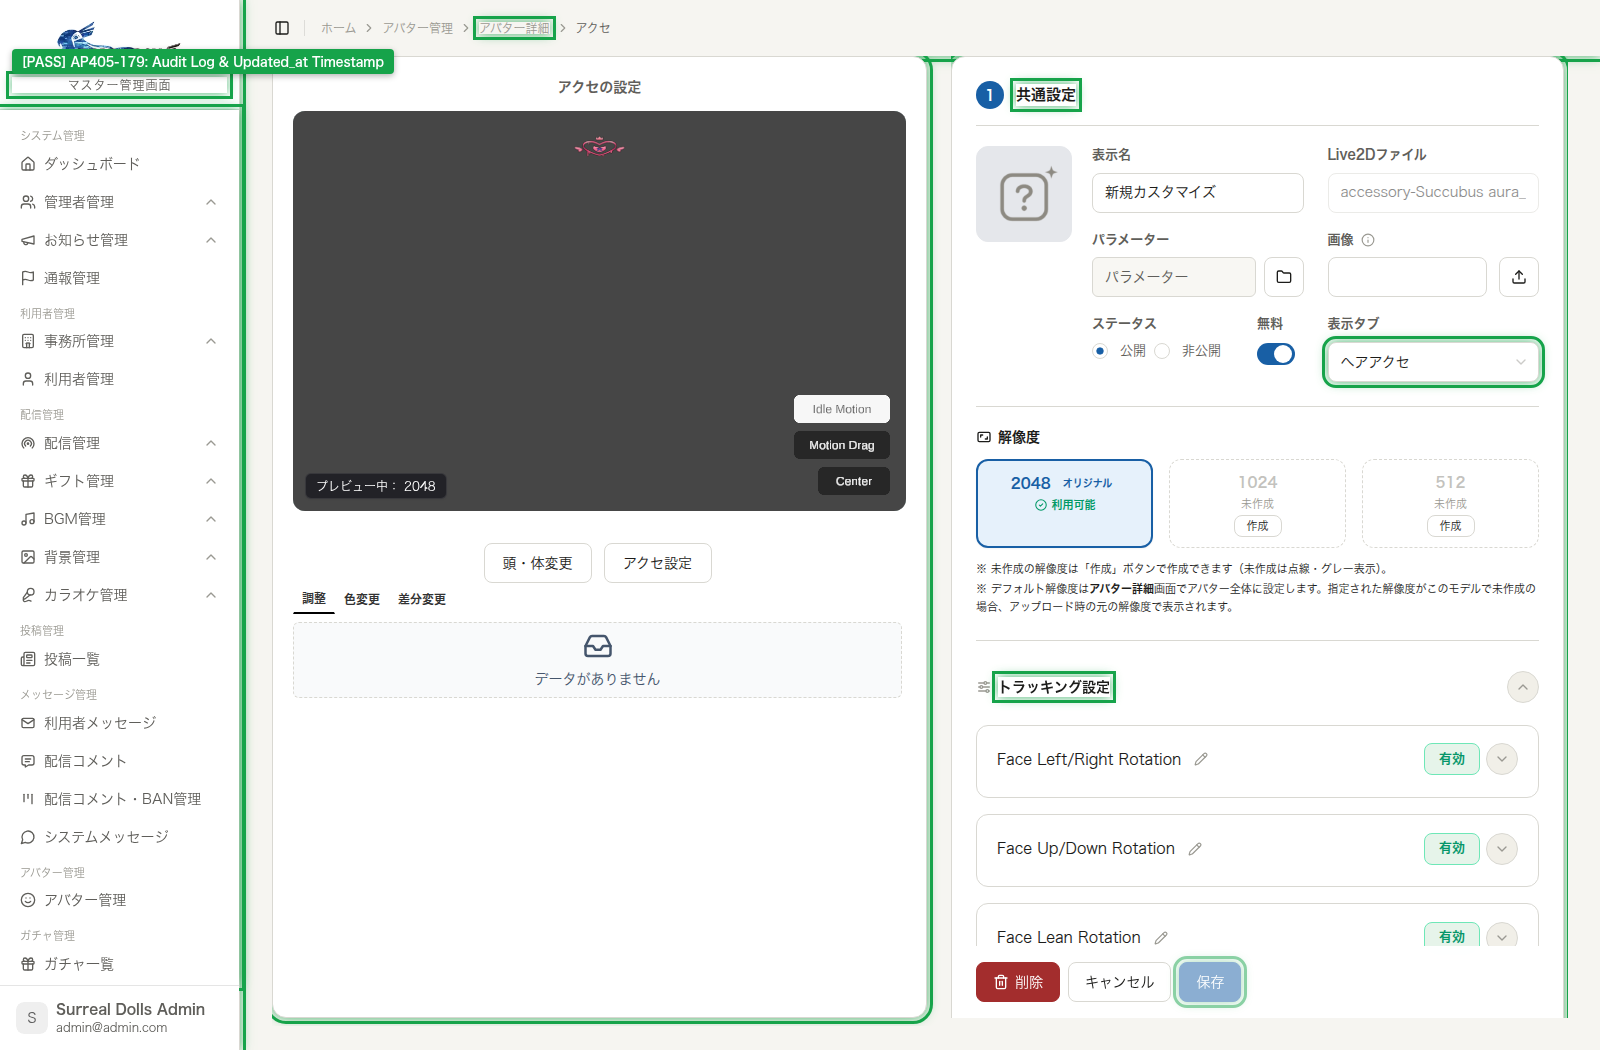 [PASS] AP405-179: Audit Log & Updated_at Timestamp
マスター管理画面
システム管理
ダッシュボード
管理者管理
お知らせ管理
通報管理
利用者管理
事務所管理
利用者管理
配信管理
配信管理
ギフト管理
BGM管理
背景管理
カラオケ管理
投稿管理
投稿一覧
メッセージ管理
利用者メッセージ
配信コメント
配信コメント・BAN管理
システムメッセージ
アバター管理
アバター管理
ガチャ管理
ガチャ一覧
S
Surreal Dolls Admin
admin@admin.com
ホーム > アバター管理 > アバター詳細 > アクセ
アクセの設定
Idle Motion
Motion Drag
Center
プレビュー中： 2048
頭・体変更
アクセ設定
調整 色変更 差分変更
データがありません
1 共通設定
表示名
新規カスタマイズ
Live2Dファイル
accessory-Succubus aura_
パラメーター
パラメーター
画像
ステータス
公開 非公開
無料
表示タブ
ヘアアクセ
解像度
2048 オリジナル
利用可能
1024
未作成
作成
512
未作成
作成
※ 未作成の解像度は「作成」ボタンで作成できます（未作成は点線・グレー表示）。
※ デフォルト解像度はアバター詳細画面でアバター全体に設定します。指定された解像度がこのモデルで未作成の
場合、アップロード時の元の解像度で表示されます。
トラッキング設定
Face Left/Right Rotation
有効
Face Up/Down Rotation
有効
Face Lean Rotation
有効
削除
キャンセル
保存